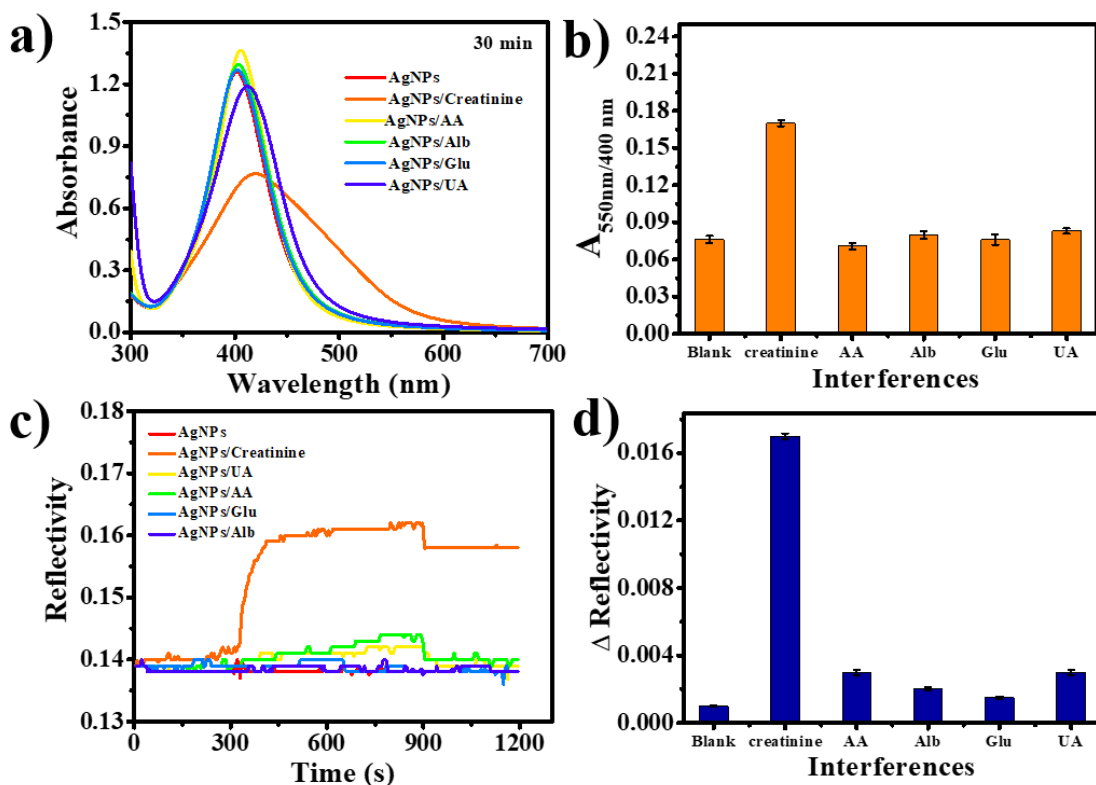 a)
30 min
AgNPs
AgNPs/Creatinine
AgNPs/AA
AgNPs/Alb
AgNPs/Glu
AgNPs/UA
Absorbance
1.5
1.2
0.9
0.6
0.3
0.0
300 400 500 600 700
Wavelength (nm)
b)
A550nm/400 nm
0.24
0.21
0.18
0.15
0.12
0.09
0.06
0.03
0.00
Blank creatinine AA Alb Glu UA
Interferences
c)
AgNPs
AgNPs/Creatinine
AgNPs/UA
AgNPs/AA
AgNPs/Glu
AgNPs/Alb
Reflectivity
0.18
0.17
0.16
0.15
0.14
0.13
0 300 600 900 1200
Time (s)
d)
Δ Reflectivity
0.016
0.012
0.008
0.004
0.000
Blank creatinine AA Alb Glu UA
Interferences